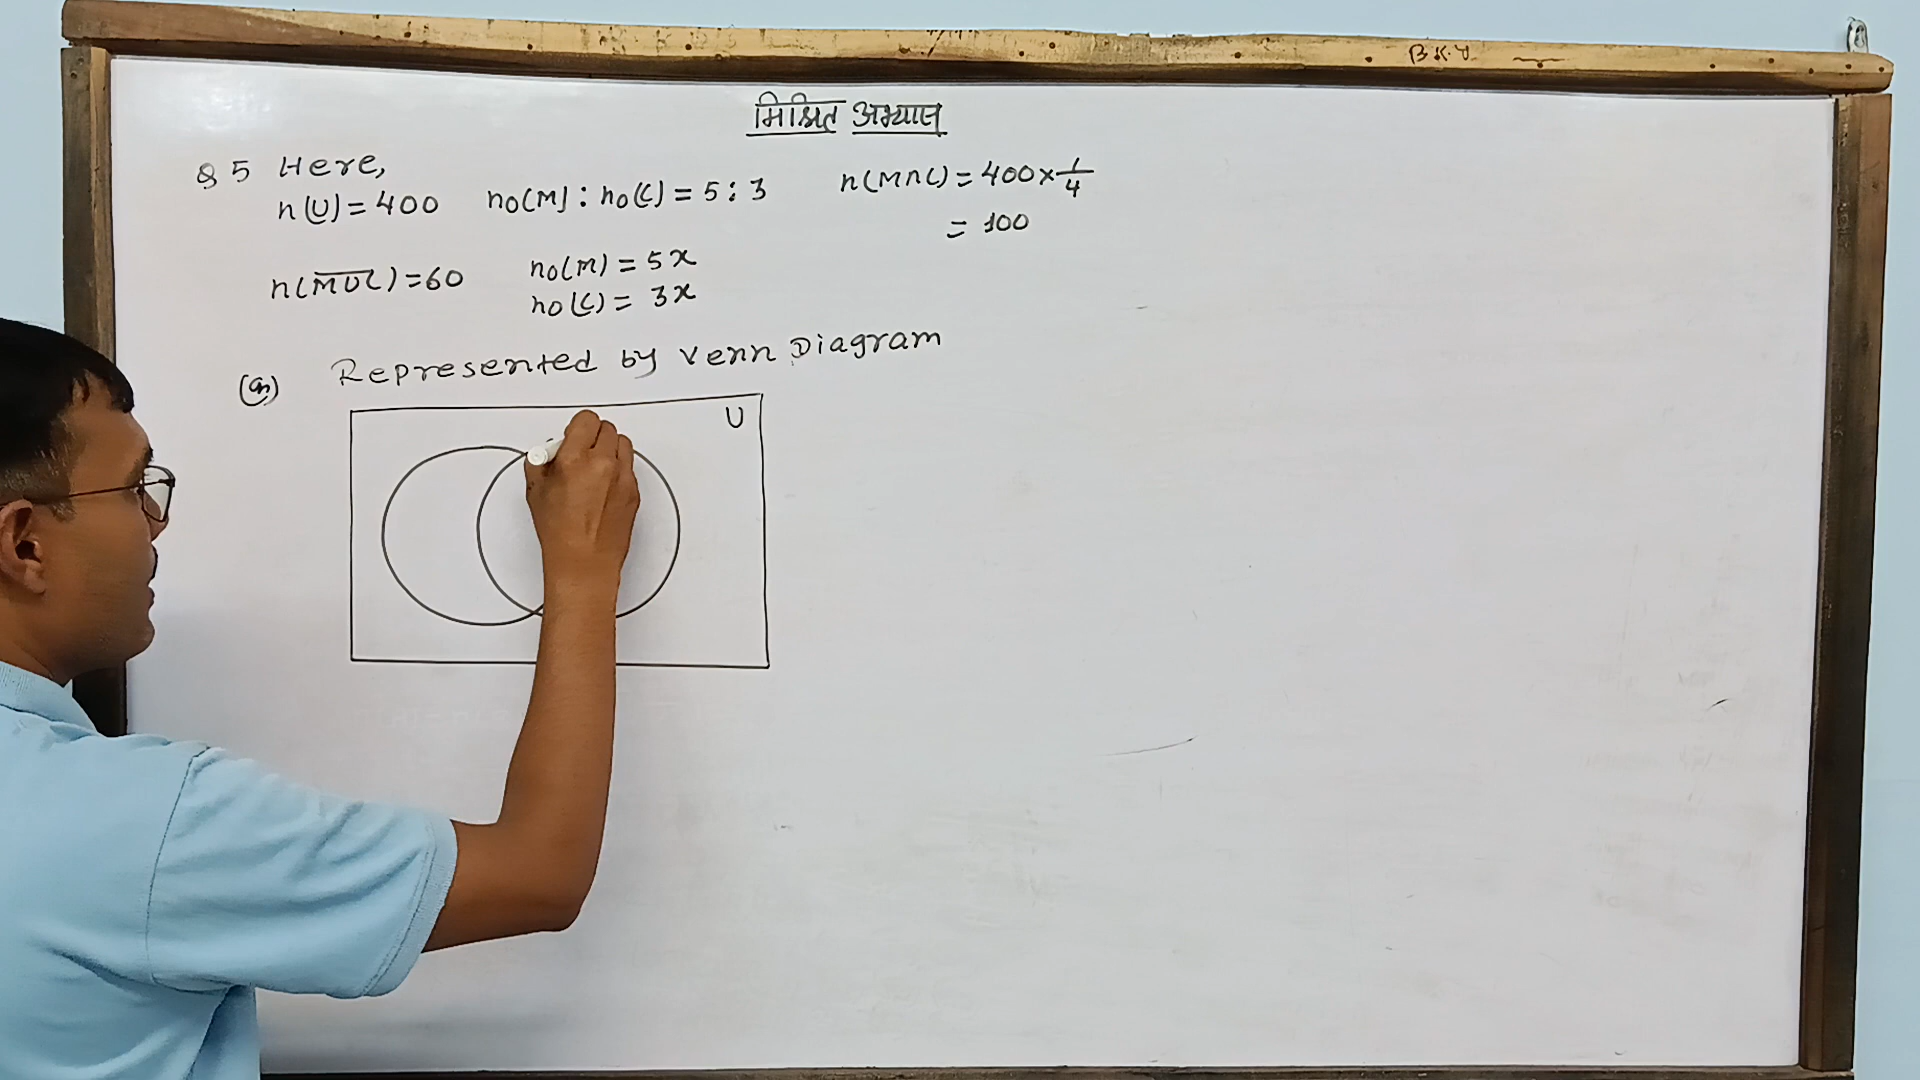 B.K.Y
मिश्रित अभ्यास
Q 5 Here,
n(U) = 400 no(M) : no(C) = 5 : 3 n(M∩C) = 400 × 1/4
= 100
n(M̅U̅C̅) = 60 no(M) = 5x
no(C) = 3x
(a) Represented by Venn Diagram
U